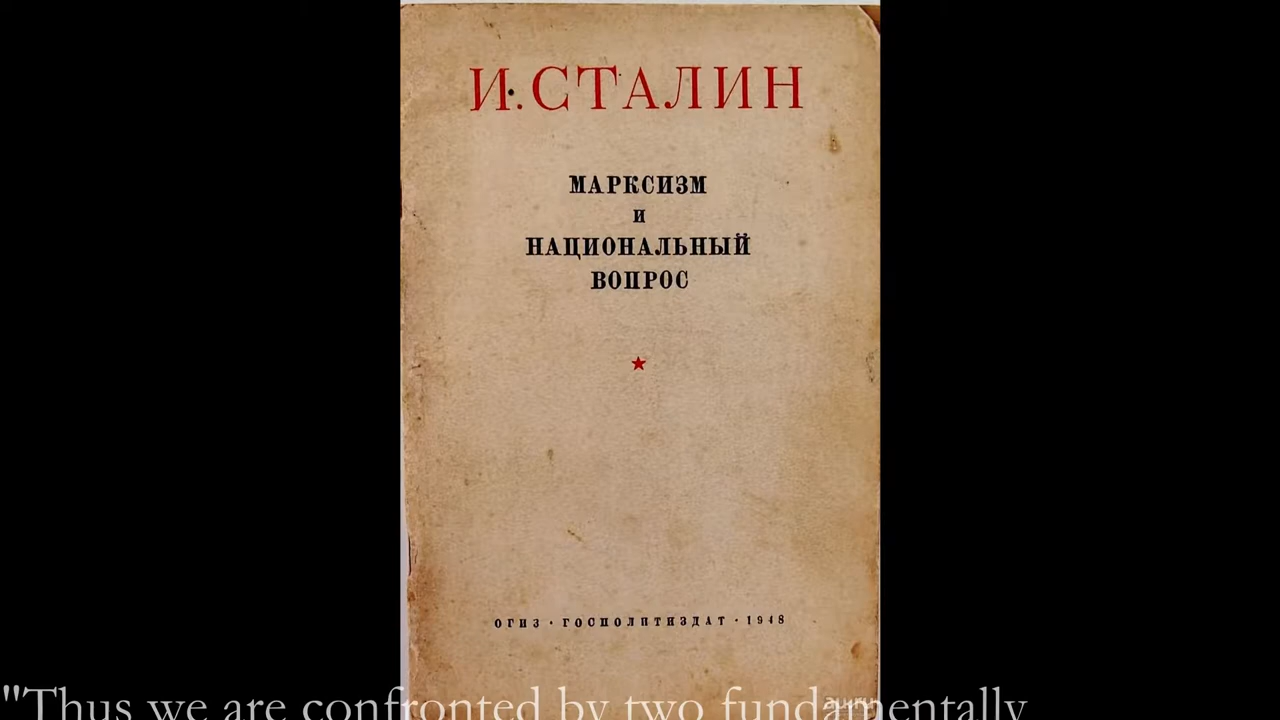 И. СТАЛИН
МАРКСИЗМ
И
НАЦИОНАЛЬНЫЙ
ВОПРОС
ОГИЗ · ГОСПОЛИТИЗДАТ · 1948
"Thus we are confronted by two fundamentally